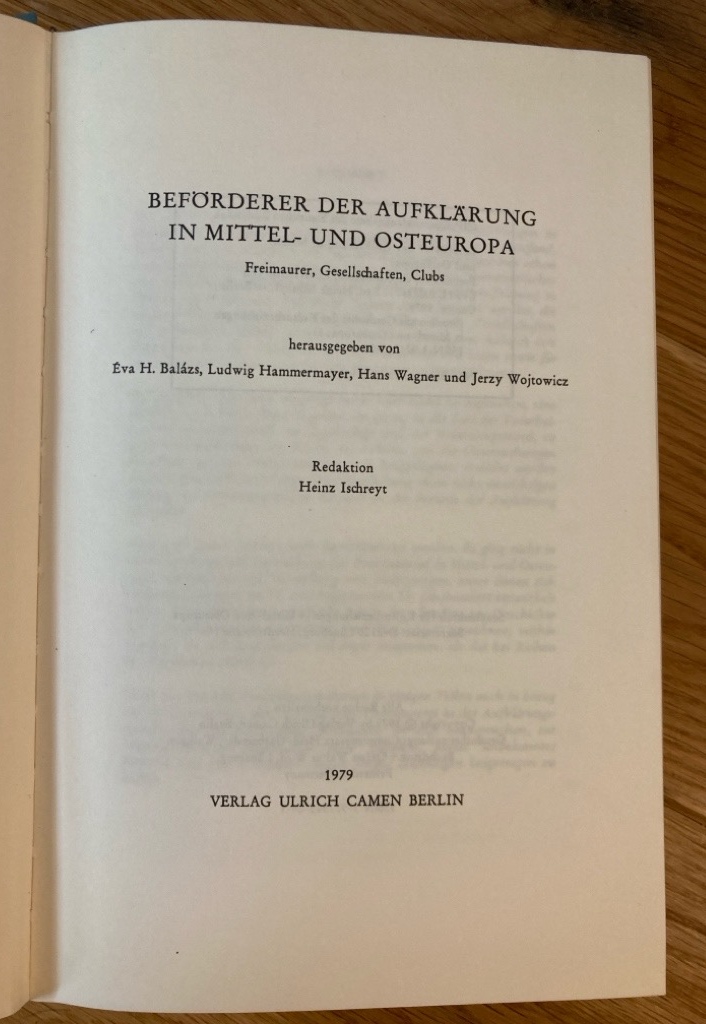 BEFÖRDERER DER AUFKLÄRUNG
IN MITTEL- UND OSTEUROPA
Freimaurer, Gesellschaften, Clubs
herausgegeben von
Éva H. Balázs, Ludwig Hammermayer, Hans Wagner und Jerzy Wojtowicz
Redaktion
Heinz Ischreyt
1979
VERLAG ULRICH CAMEN BERLIN